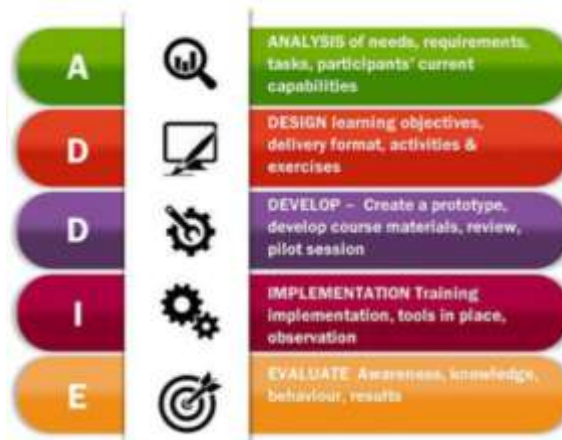 A
ANALYSIS of needs, requirements,
tasks, participants' current
capabilities
D
DESIGN learning objectives,
delivery format, activities &
exercises
D
DEVELOP – Create a prototype,
develop course materials, review,
pilot session
I
IMPLEMENTATION Training
implementation, tools in place,
observation
E
EVALUATE Awareness, knowledge,
behaviour, results